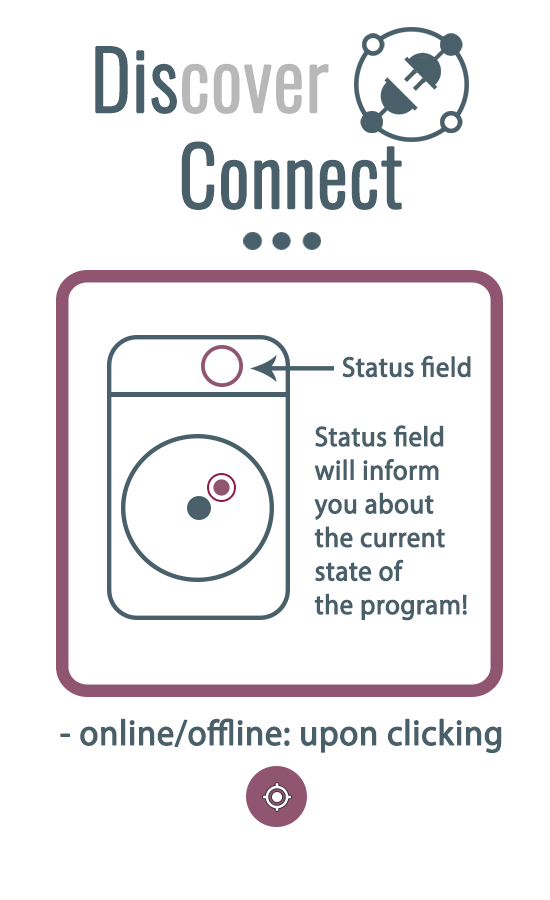 Discover
Connect
Status field
Status field
will inform
you about
the current
state of
the program!
- online/offline: upon clicking